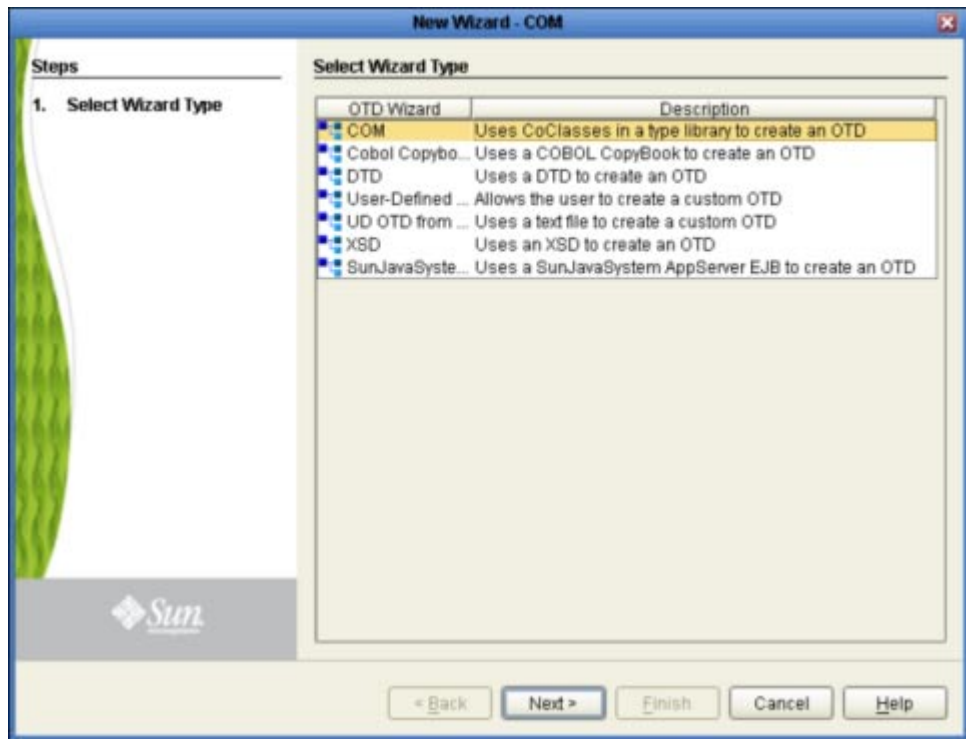 New Wizard - COM
Steps
1. Select Wizard Type
Select Wizard Type
OTD Wizard Description
COM Uses CoClasses in a type library to create an OTD
Cobol Copybo... Uses a COBOL CopyBook to create an OTD
DTD Uses a DTD to create an OTD
User-Defined ... Allows the user to create a custom OTD
UD OTD from ... Uses a text file to create a custom OTD
XSD Uses an XSD to create an OTD
SunJavaSyste... Uses a SunJavaSystem AppServer EJB to create an OTD
Sun
< Back Next > Finish Cancel Help